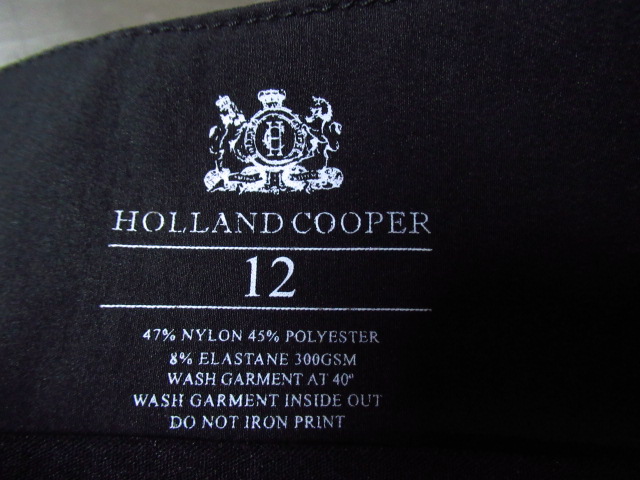 HC
HOLLAND COOPER
12
47% NYLON 45% POLYESTER
8% ELASTANE 300GSM
WASH GARMENT AT 40°
WASH GARMENT INSIDE OUT
DO NOT IRON PRINT